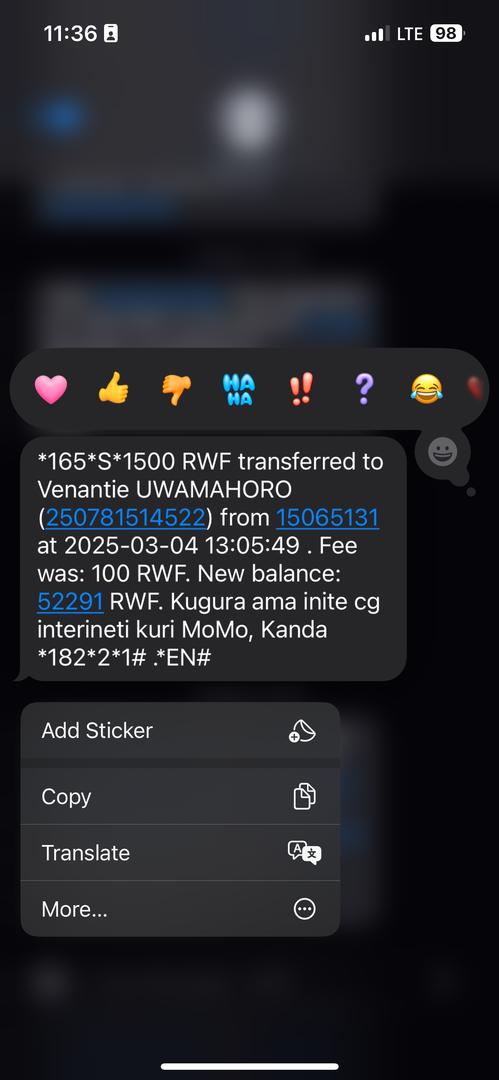 11:36 LTE 98
HA HA
*165*S*1500 RWF transferred to
Venantie UWAMAHORO
(250781514522) from 15065131
at 2025-03-04 13:05:49 . Fee
was: 100 RWF. New balance:
52291 RWF. Kugura ama inite cg
interineti kuri MoMo, Kanda
*182*2*1# .*EN#
Add Sticker
Copy
Translate
More...